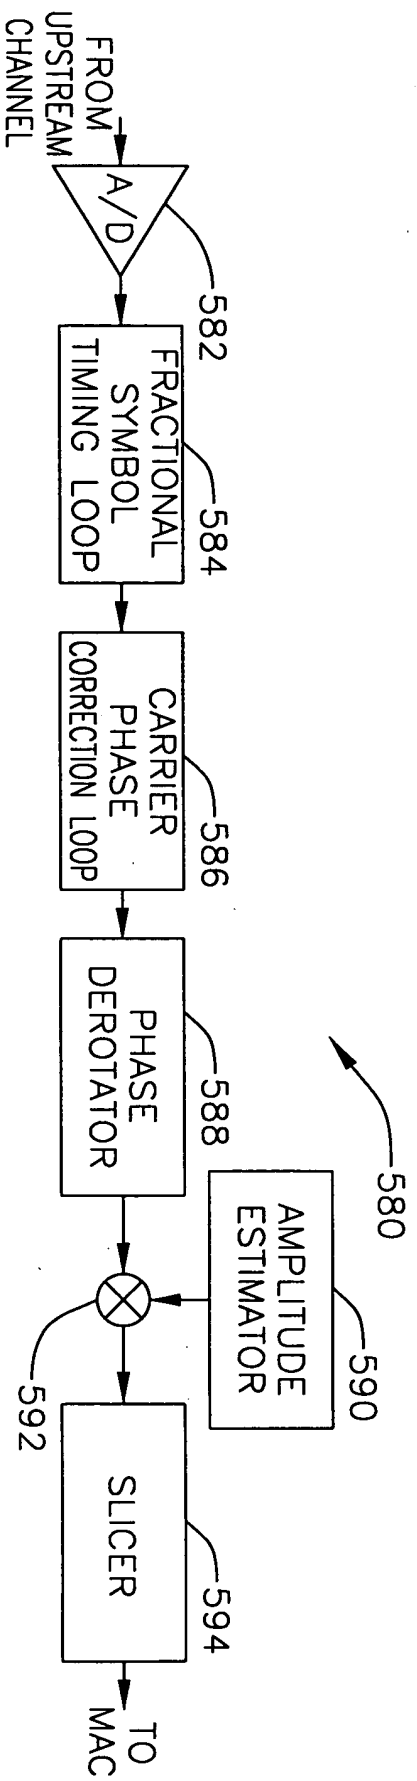 FROM
UPSTREAM
CHANNEL
A/D
582
FRACTIONAL
SYMBOL
TIMING LOOP
584
CARRIER
PHASE
CORRECTION LOOP
586
PHASE
DEROTATOR
588
580
AMPLITUDE
ESTIMATOR
590
592
SLICER
594
TO
MAC